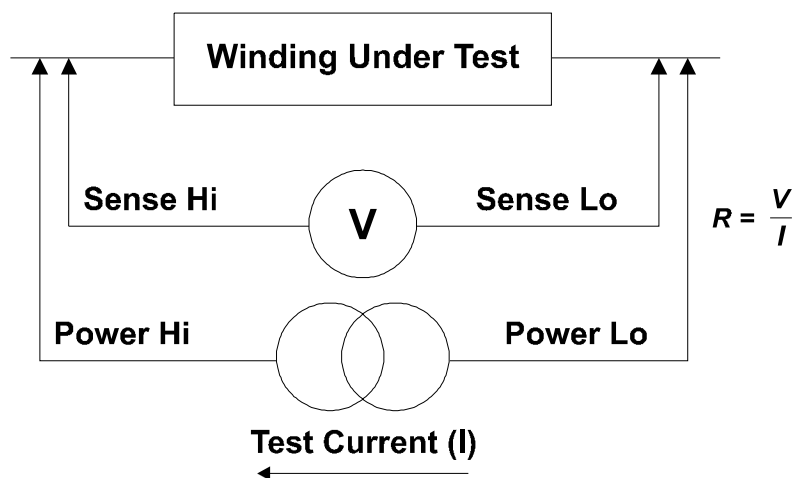 Winding Under Test
Sense Hi
V
Sense Lo
R = V
I
Power Hi
Power Lo
Test Current (I)